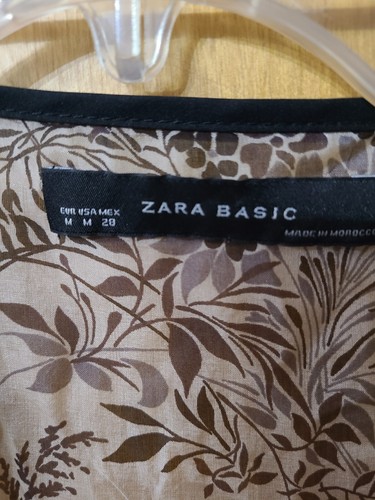 EUR USA MEX
M M 28
ZARA BASIC
MADE IN MOROCCO